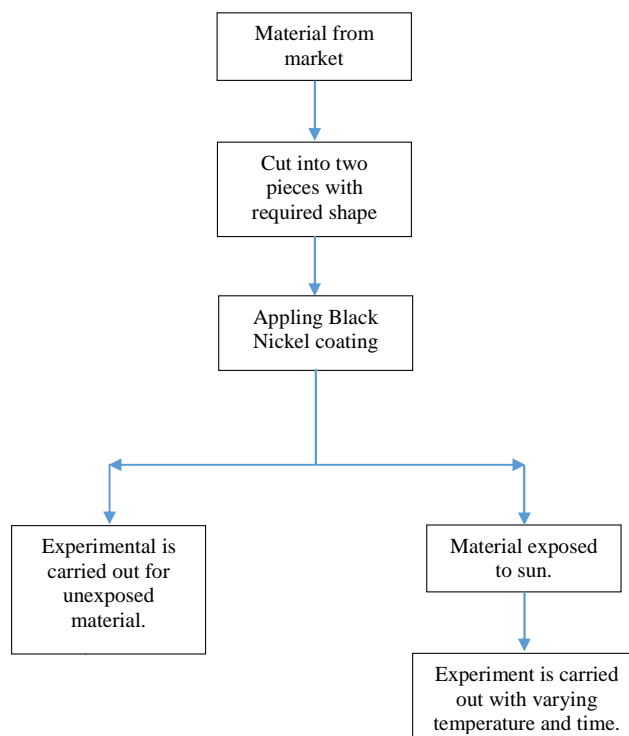 Material from
market
Cut into two
pieces with
required shape
Appling Black
Nickel coating
Experimental is
carried out for
unexposed
material.
Material exposed
to sun.
Experiment is carried
out with varying
temperature and time.